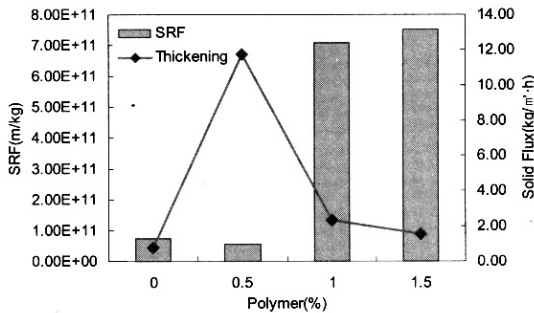 8.00E+11
7.00E+11
6.00E+11
5.00E+11
4.00E+11
3.00E+11
2.00E+11
1.00E+11
0.00E+00
SRF(m/kg)
SRF
Thickening
14.00
12.00
10.00
8.00
6.00
4.00
2.00
0.00
Solid Flux(kg/㎡·h)
0 0.5 1 1.5
Polymer(%)